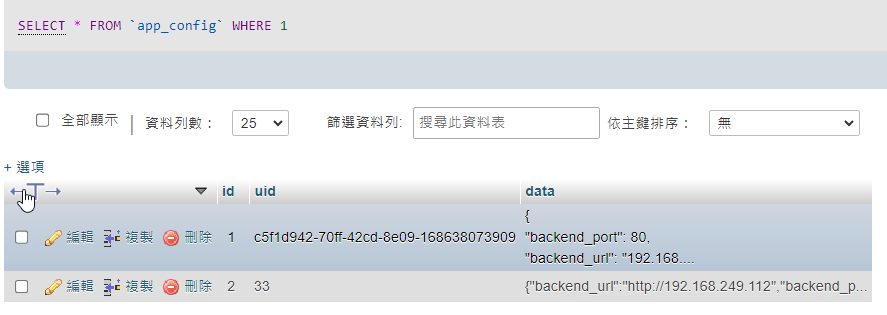 SELECT * FROM `app_config` WHERE 1
全部顯示 | 資料列數： 25 篩選資料列: 搜尋此資料表 依主鍵排序： 無
+ 選項
←T→ id uid data
編輯 複製 刪除 1 c5f1d942-70ff-42cd-8e09-168638073909 {
"backend_port": 80,
"backend_url": "192.168....
編輯 複製 刪除 2 33 {"backend_url":"http://192.168.249.112","backend_p...